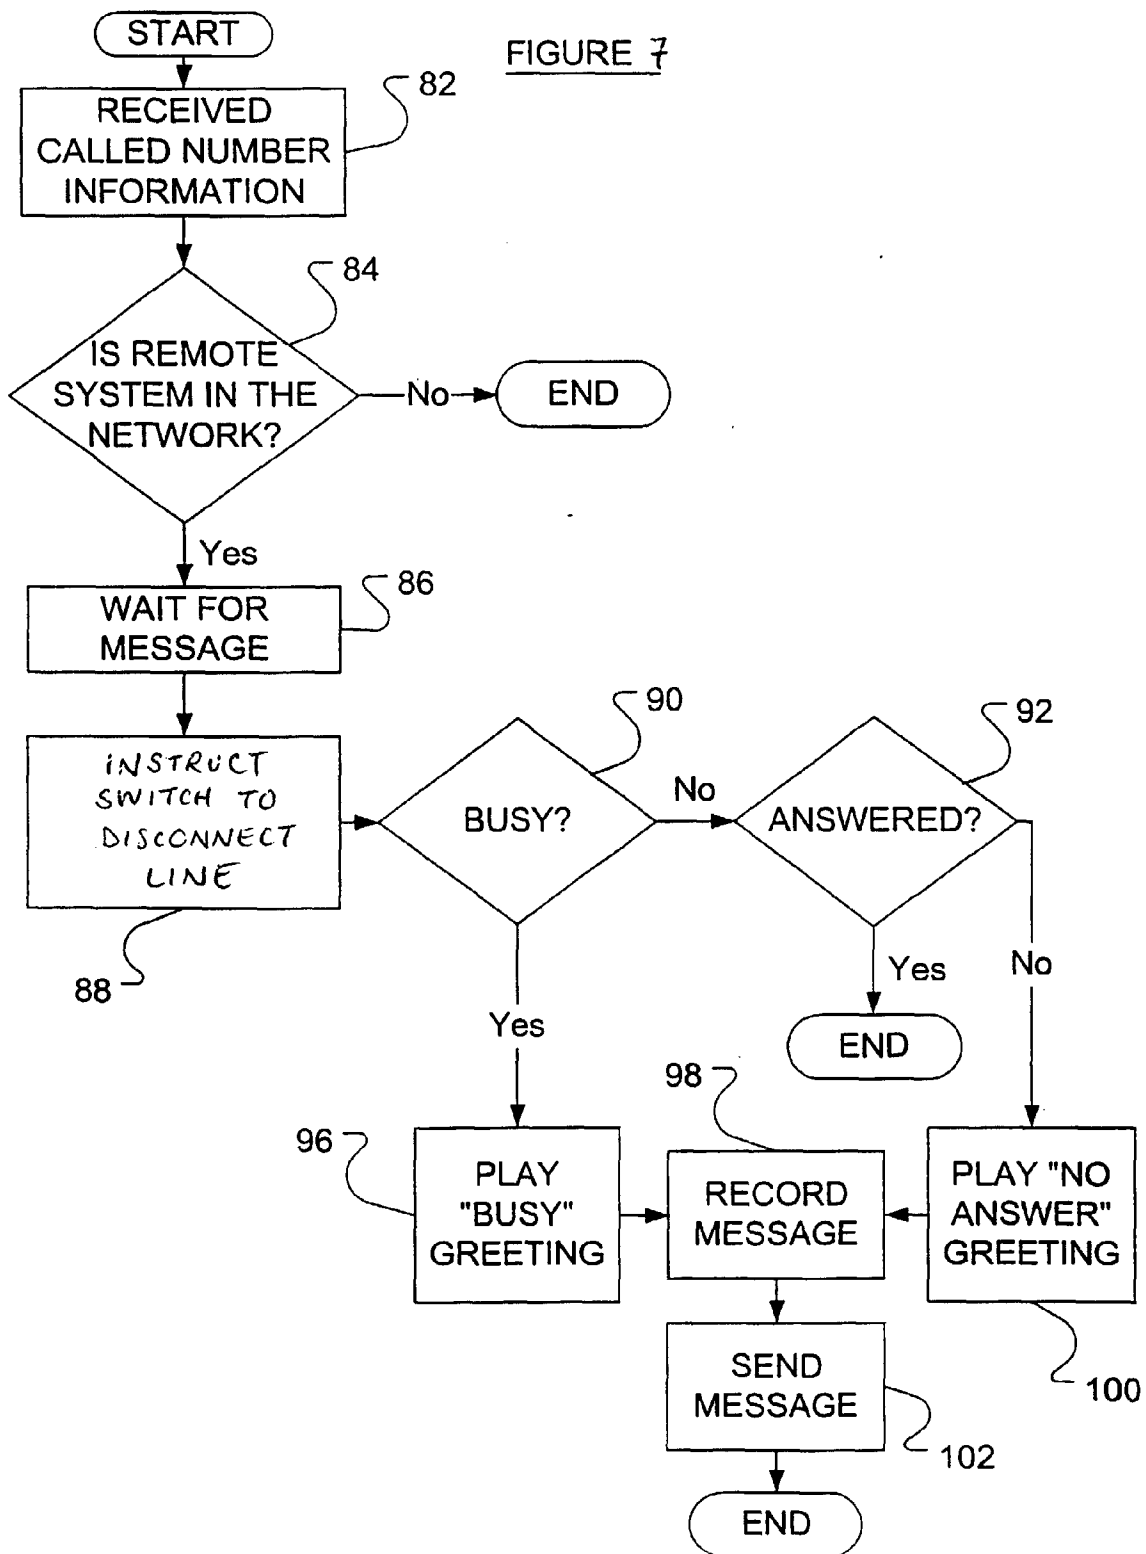 START
FIGURE 7
82
RECEIVED
CALLED NUMBER
INFORMATION
84
IS REMOTE
SYSTEM IN THE
NETWORK?
No
END
Yes
86
WAIT FOR
MESSAGE
INSTRUCT
SWITCH TO
DISCONNECT
LINE
88
90
BUSY?
No
92
ANSWERED?
Yes
No
END
Yes
96
PLAY
"BUSY"
GREETING
98
RECORD
MESSAGE
PLAY "NO
ANSWER"
GREETING
100
SEND
MESSAGE
102
END